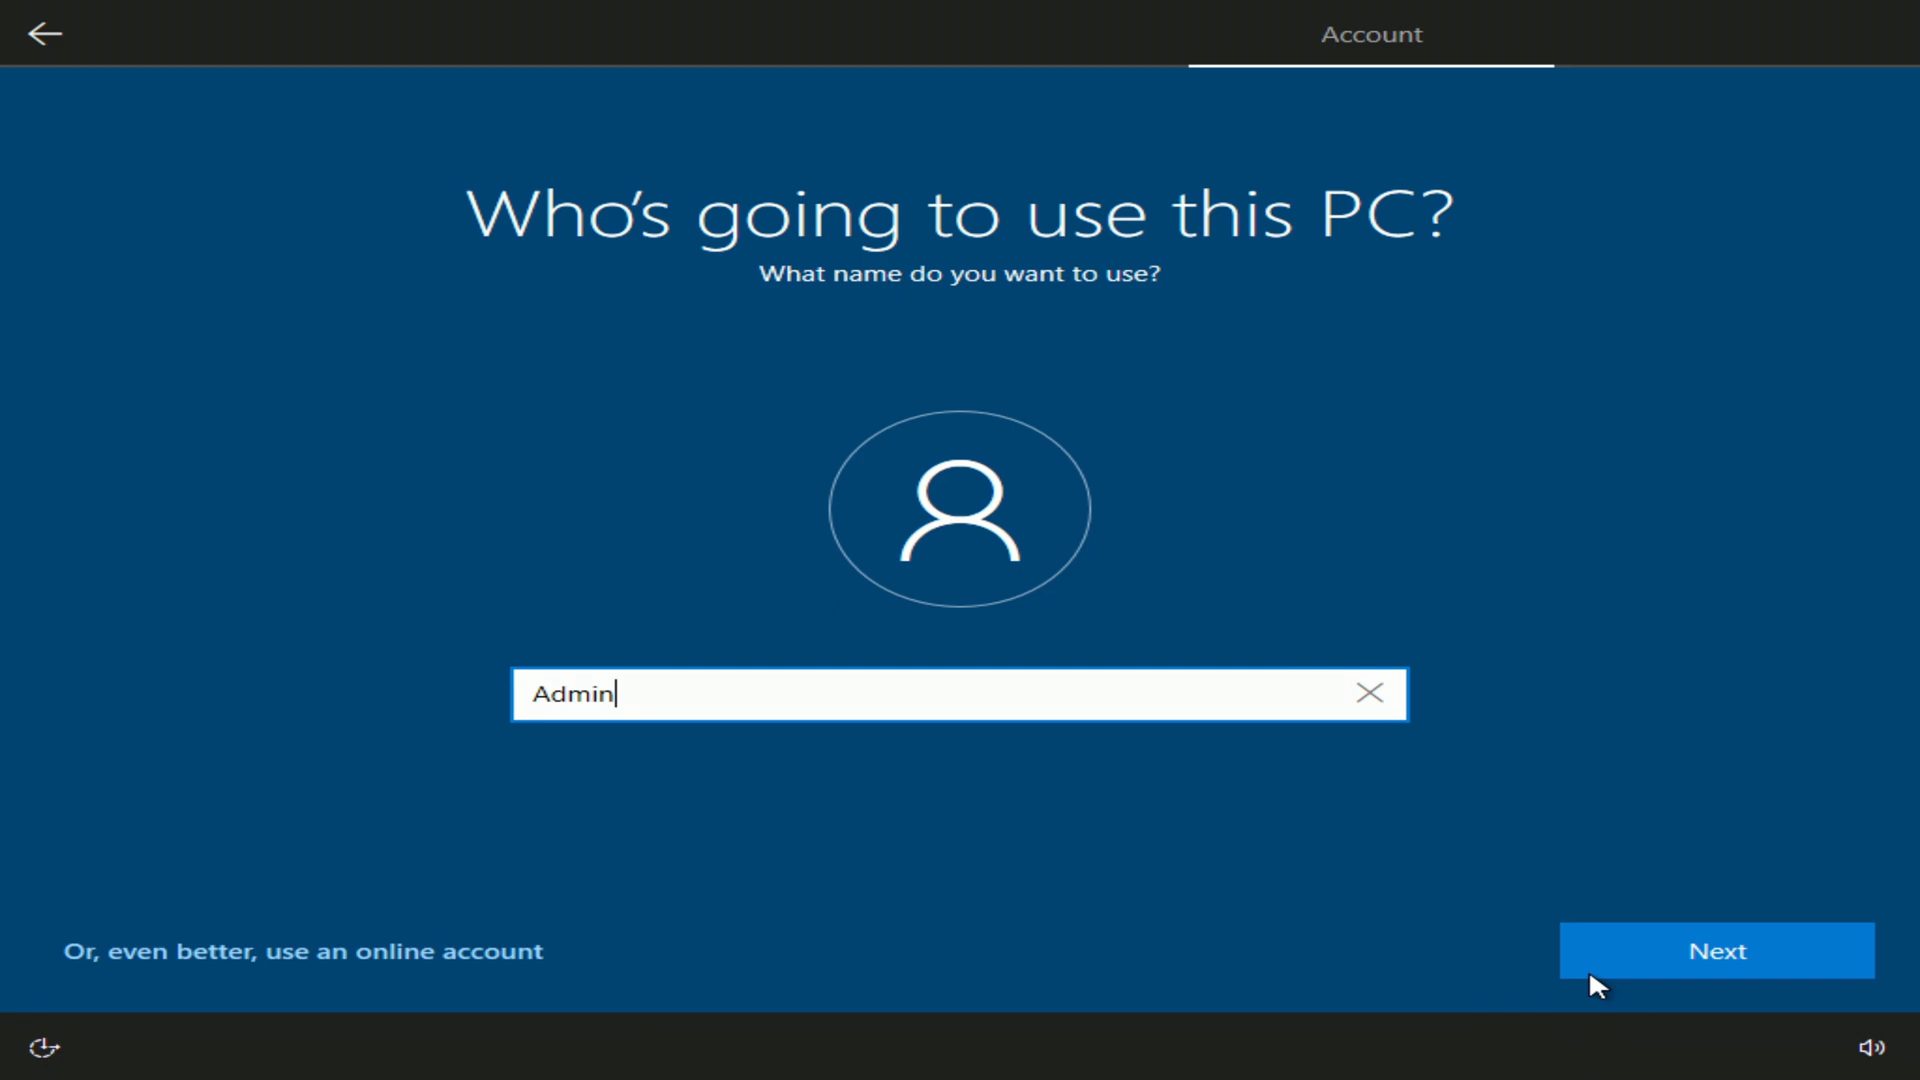 Account
Who's going to use this PC?
What name do you want to use?
Admin
Or, even better, use an online account
Next